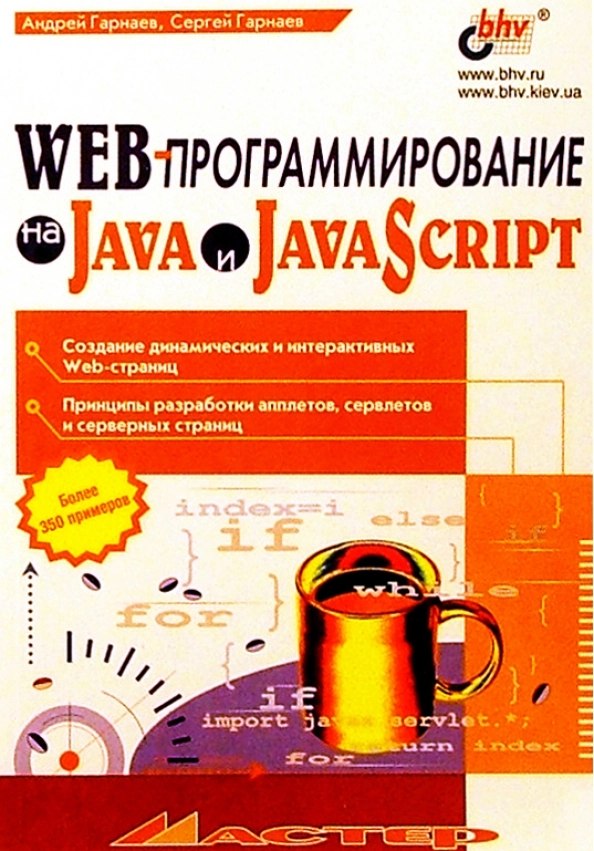 Андрей Гарнаев, Сергей Гарнаев
bhv®
www.bhv.ru
www.bhv.kiev.ua
WEB-ПРОГРАММИРОВАНИЕ
на JAVA и JAVASCRIPT
Создание динамических и интерактивных
Web-страниц
Принципы разработки апплетов, сервлетов
и серверных страниц
Более
350 примеров
{
index=i
else
} if {
if
}
while
for }
{
if
import javax.servlet.*;
return index
for
МАСТЕР